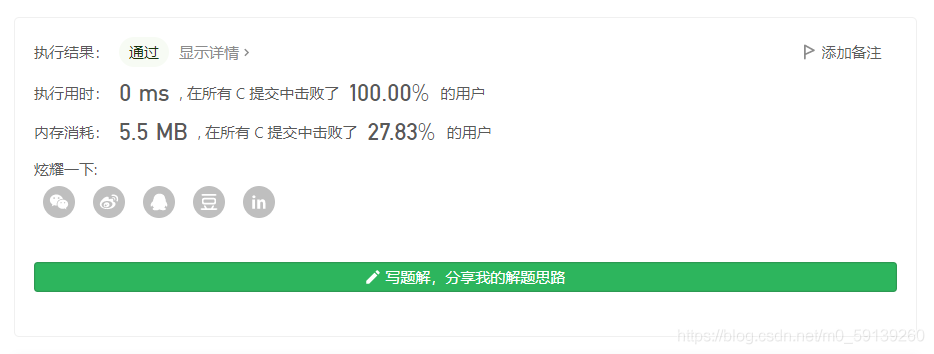 执行结果： 通过 显示详情 > 添加备注
执行用时： 0 ms , 在所有 C 提交中击败了 100.00% 的用户
内存消耗： 5.5 MB , 在所有 C 提交中击败了 27.83% 的用户
炫耀一下:
in
写题解，分享我的解题思路
https://blog.csdn.net/m0_59139260